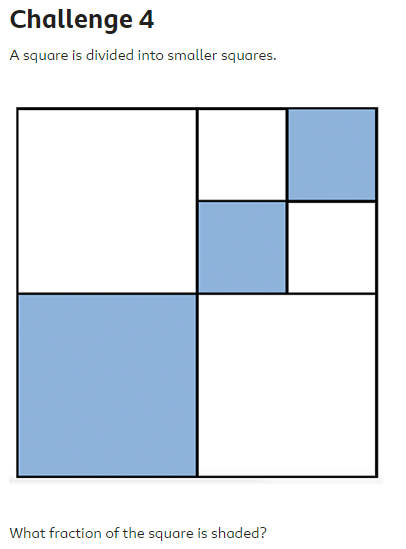 Challenge 4
A square is divided into smaller squares.
What fraction of the square is shaded?